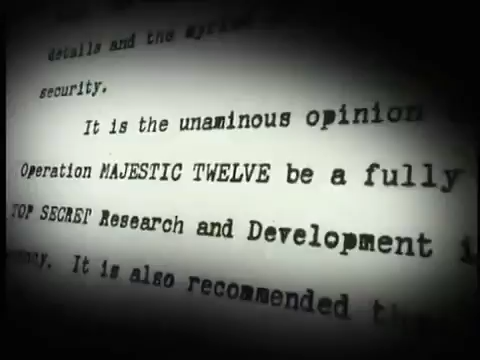 details and the
security.
It is the unaminous opinion
Operation MAJESTIC TWELVE be a fully
TOP SECRET Research and Development
It is also recommended